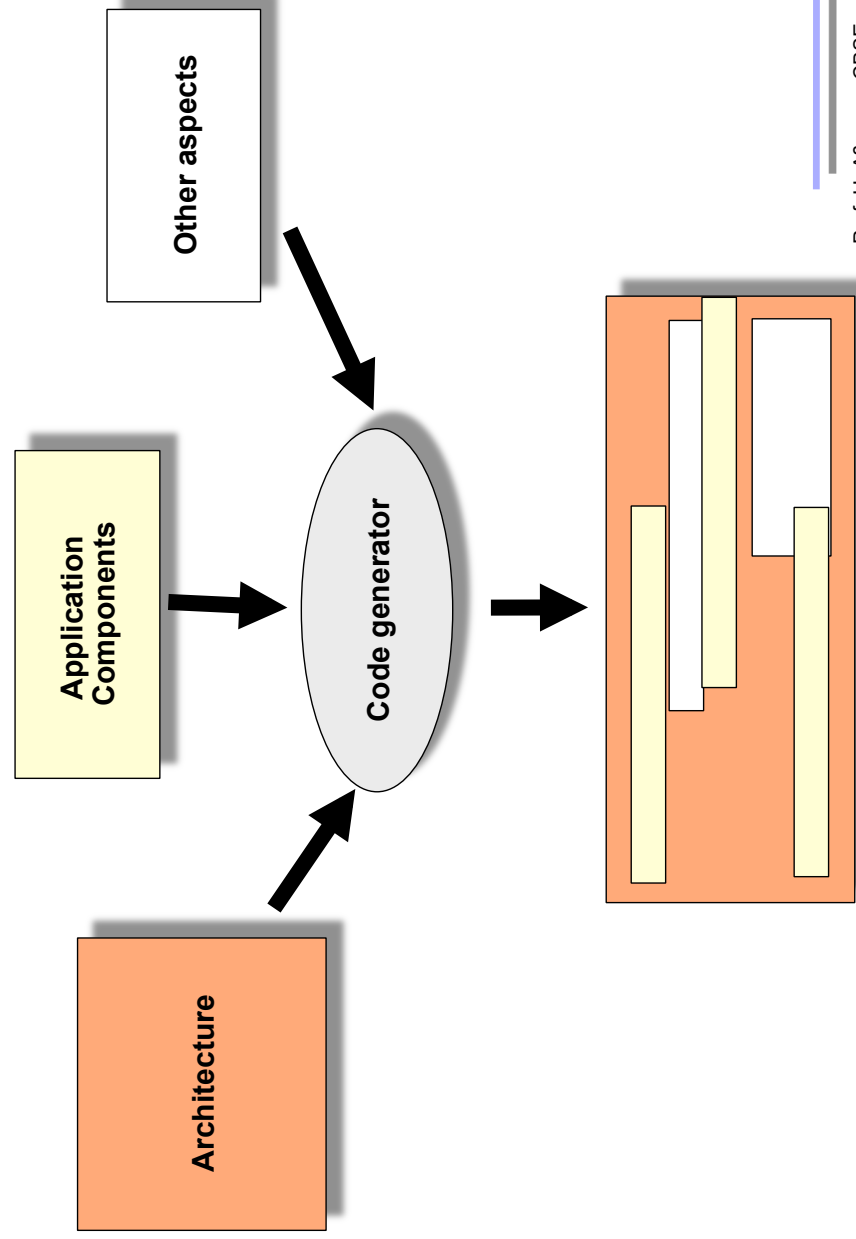 Other aspects
Application
Components
Code generator
Architecture